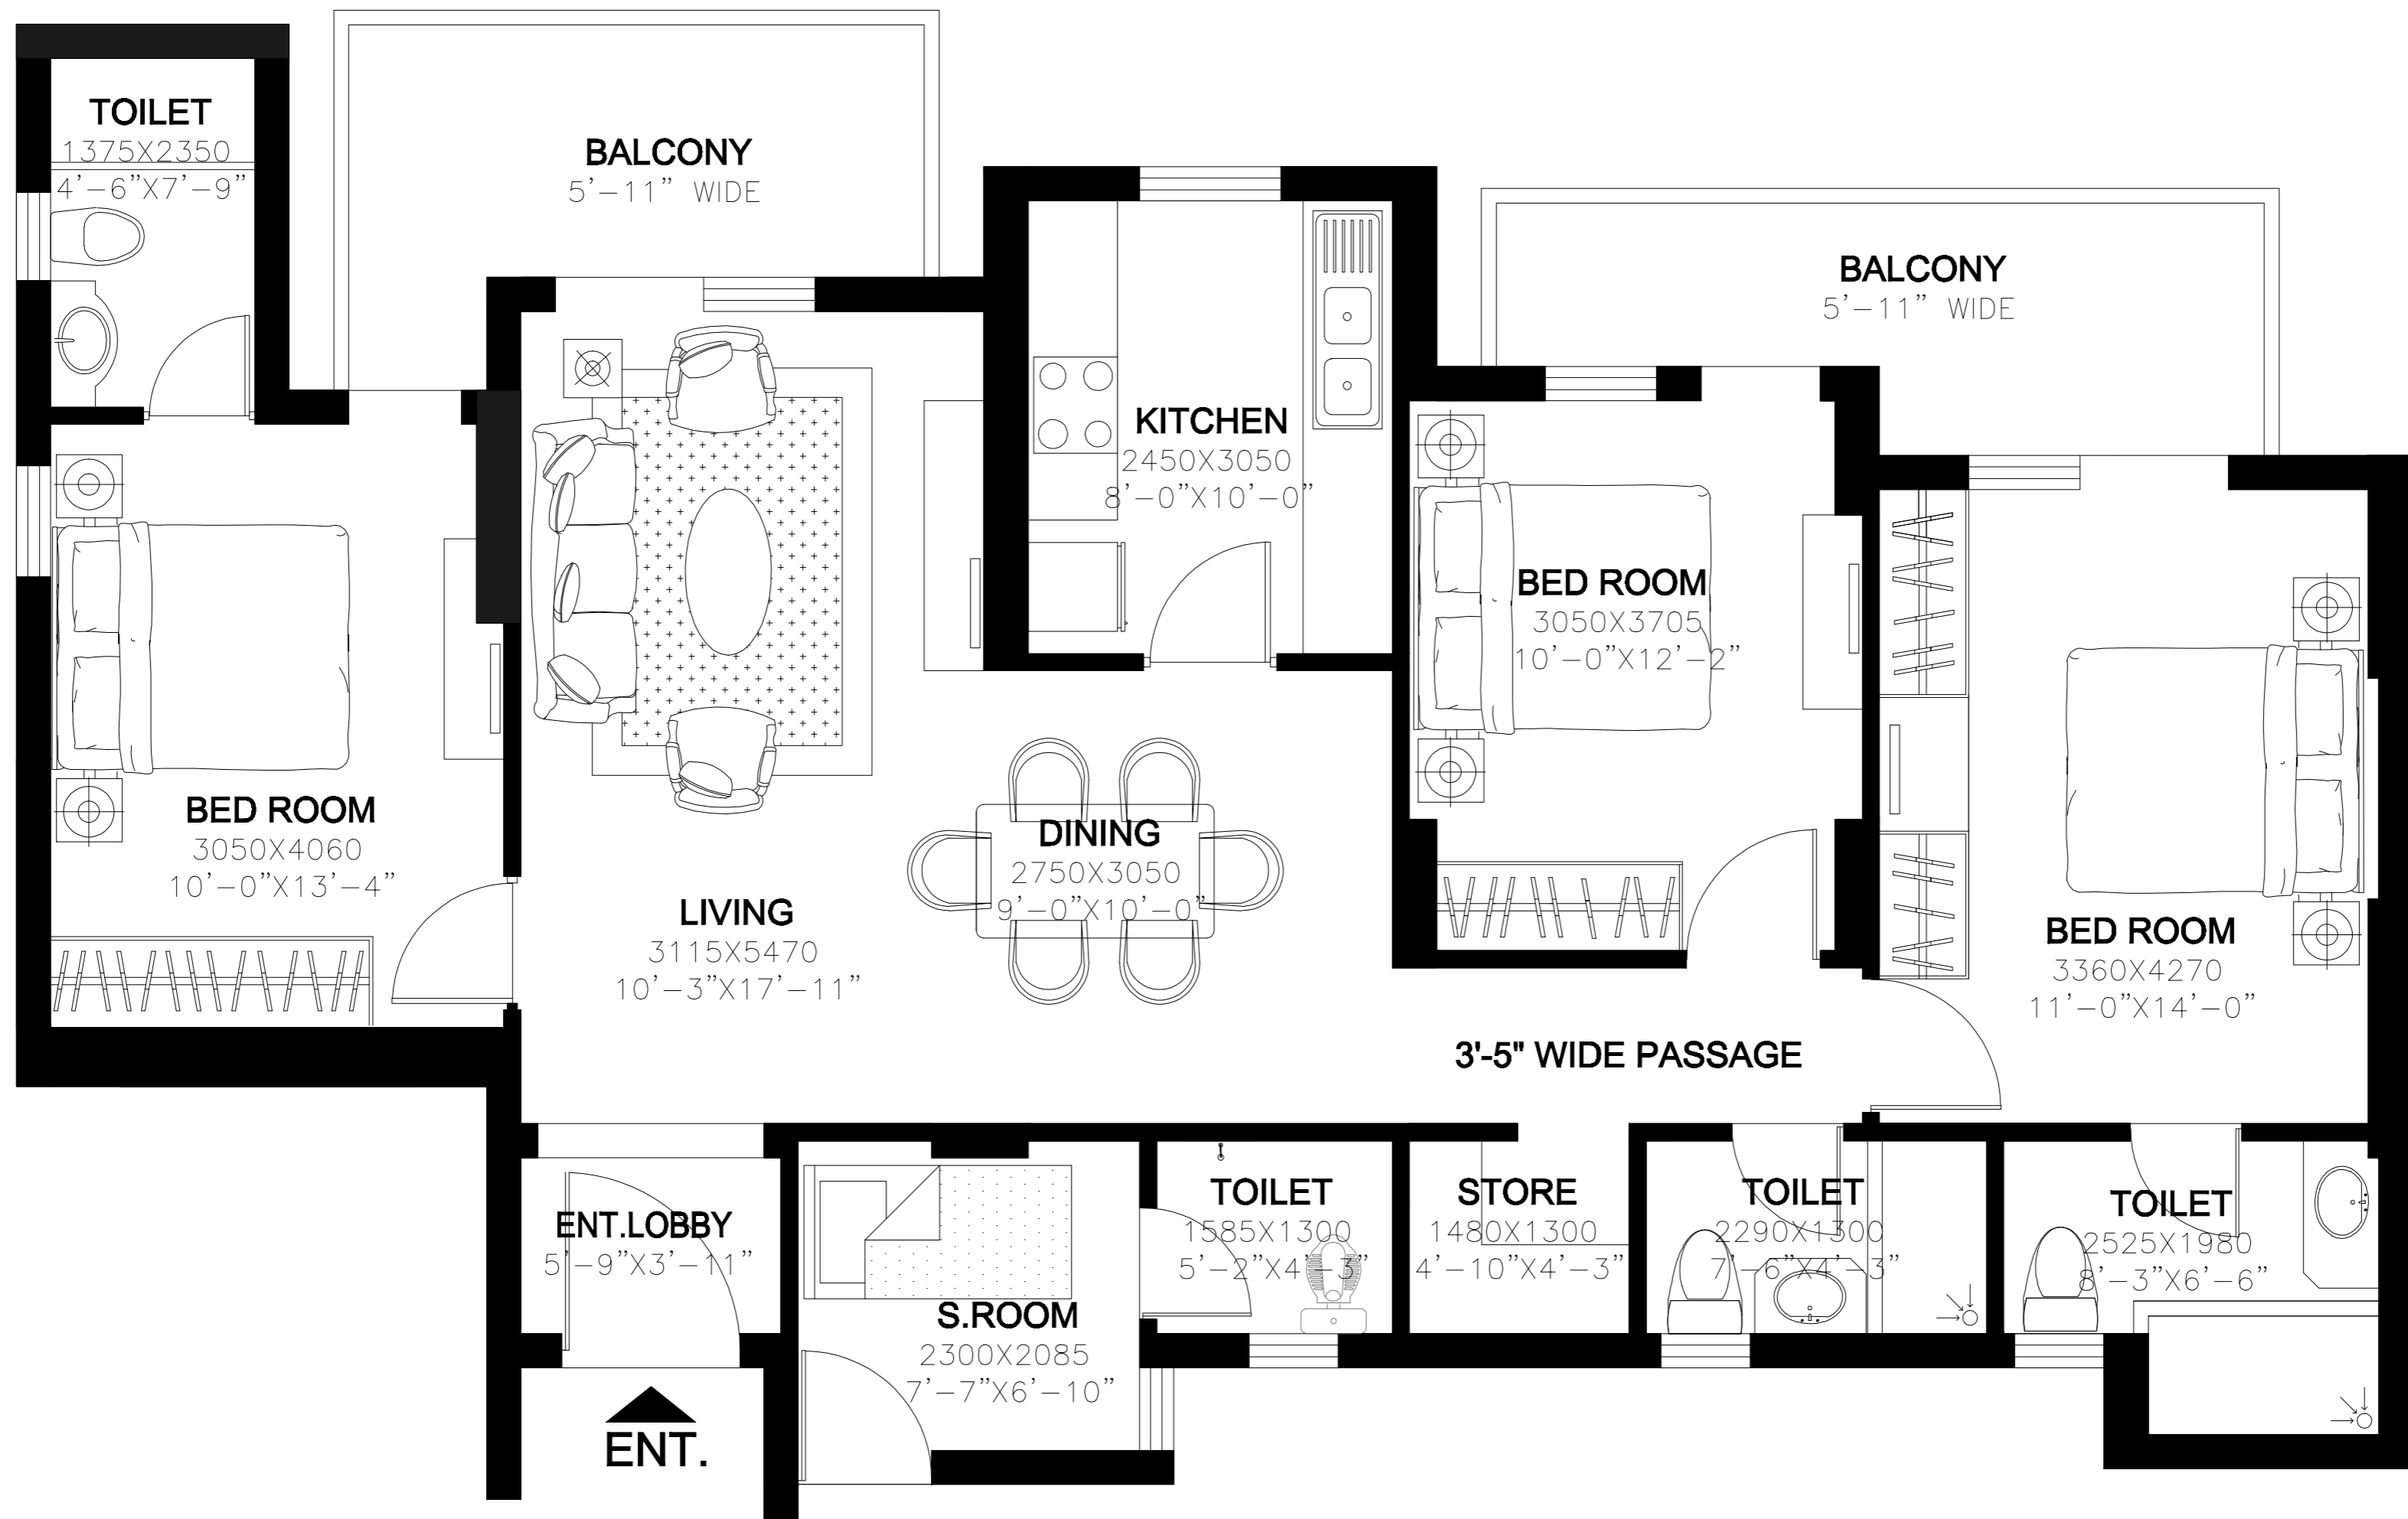 TOILET
1375X2350
4'-6"X7'-9"
BALCONY
5'-11" WIDE
BALCONY
5'-11" WIDE
KITCHEN
2450X3050
8'-0"X10'-0"
BED ROOM
3050X3705
10'-0"X12'-2"
BED ROOM
3050X4060
10'-0"X13'-4"
LIVING
3115X5470
10'-3"X17'-11"
DINING
2750X3050
9'-0"X10'-0"
BED ROOM
3360X4270
11'-0"X14'-0"
3'-5" WIDE PASSAGE
ENT.LOBBY
5'-9"X3'-11"
S.ROOM
2300X2085
7'-7"X6'-10"
TOILET
1585X1300
5'-2"X4'-3"
STORE
1480X1300
4'-10"X4'-3"
TOILET
2290X1300
7'-6"X4'-3"
TOILET
2525X1980
8'-3"X6'-6"
ENT.